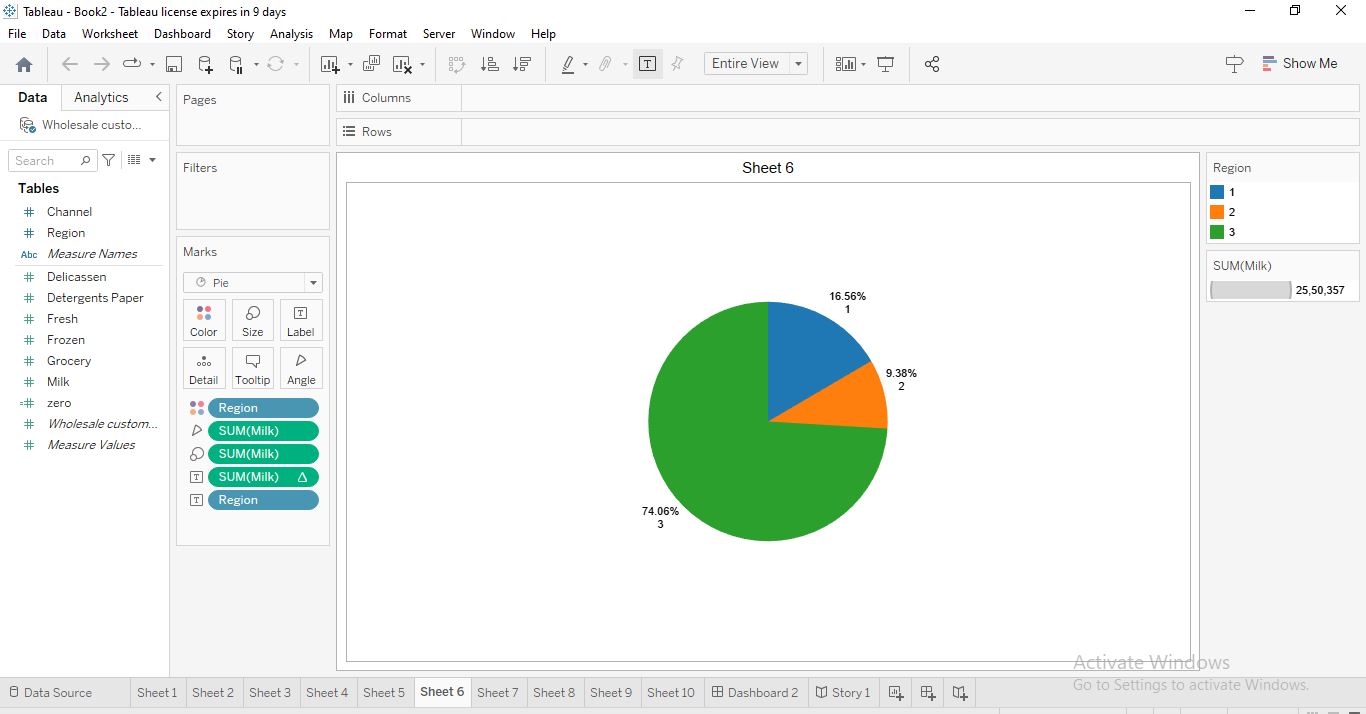 Tableau - Book2 - Tableau license expires in 9 days
File Data Worksheet Dashboard Story Analysis Map Format Server Window Help
Entire View
Show Me
Data Analytics
Wholesale custo...
Search
Tables
# Channel
# Region
Abc Measure Names
# Delicassen
# Detergents Paper
# Fresh
# Frozen
# Grocery
# Milk
=# zero
# Wholesale custom...
# Measure Values
Pages
Filters
Marks
Pie
Color Size Label
Detail Tooltip Angle
Region
SUM(Milk)
SUM(Milk)
SUM(Milk) Δ
Region
Columns
Rows
Sheet 6
16.56%
1
9.38%
2
74.06%
3
Region
1
2
3
SUM(Milk)
25,50,357
Activate Windows
Go to Settings to activate Windows.
Data Source Sheet 1 Sheet 2 Sheet 3 Sheet 4 Sheet 5 Sheet 6 Sheet 7 Sheet 8 Sheet 9 Sheet 10 Dashboard 2 Story 1